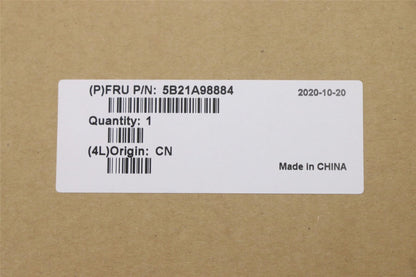 (P)FRU P/N: 5B21A98884
2020-10-20
Quantity: 1
(4L)Origin: CN
Made In CHINA